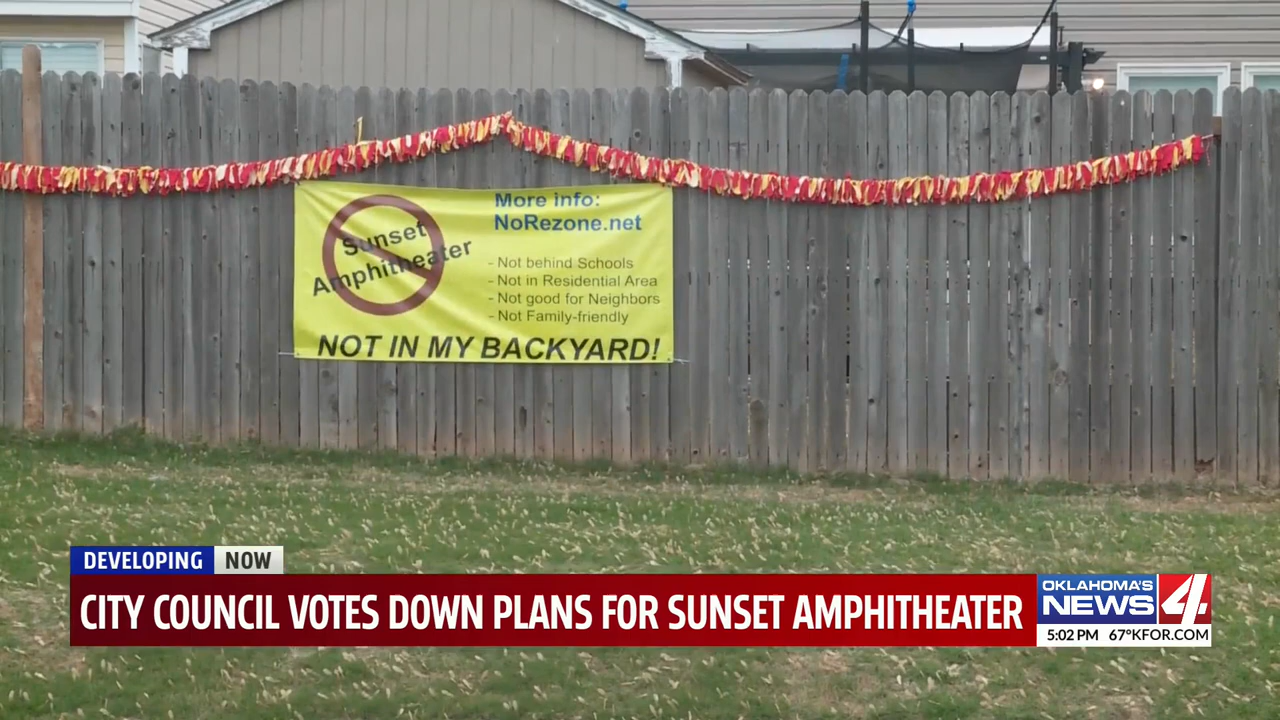 Sunset
Amphitheater
More info:
NoRezone.net
- Not behind Schools
- Not in Residential Area
- Not good for Neighbors
- Not Family-friendly
NOT IN MY BACKYARD!
DEVELOPING NOW
CITY COUNCIL VOTES DOWN PLANS FOR SUNSET AMPHITHEATER
OKLAHOMA'S
NEWS 4
5:02 PM 67° KFOR.COM